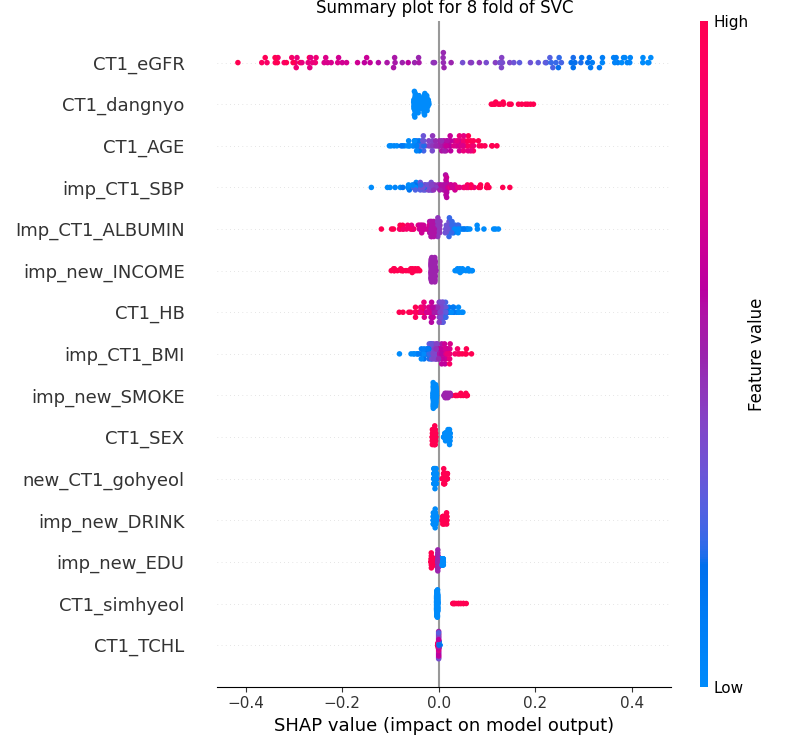 Summary plot for 8 fold of SVC
High
CT1_eGFR
CT1_dangnyo
CT1_AGE
imp_CT1_SBP
Imp_CT1_ALBUMIN
imp_new_INCOME
CT1_HB
imp_CT1_BMI
imp_new_SMOKE
CT1_SEX
new_CT1_gohyeol
imp_new_DRINK
imp_new_EDU
CT1_simhyeol
CT1_TCHL
Feature value
Low
−0.4 −0.2 0.0 0.2 0.4
SHAP value (impact on model output)